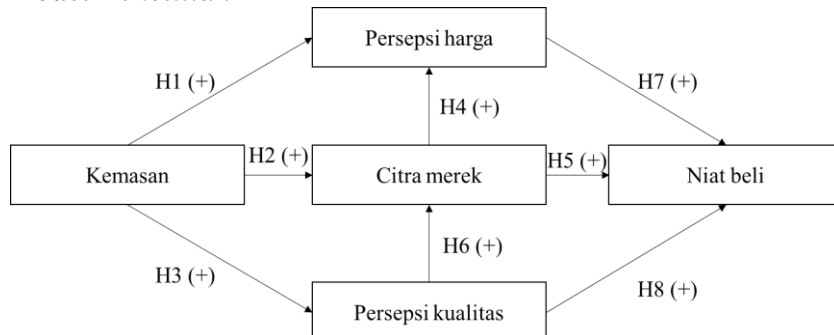 Persepsi harga
H1 (+)
H7 (+)
H4 (+)
H2 (+)
H5 (+)
Kemasan
Citra merek
Niat beli
H6 (+)
H3 (+)
H8 (+)
Persepsi kualitas